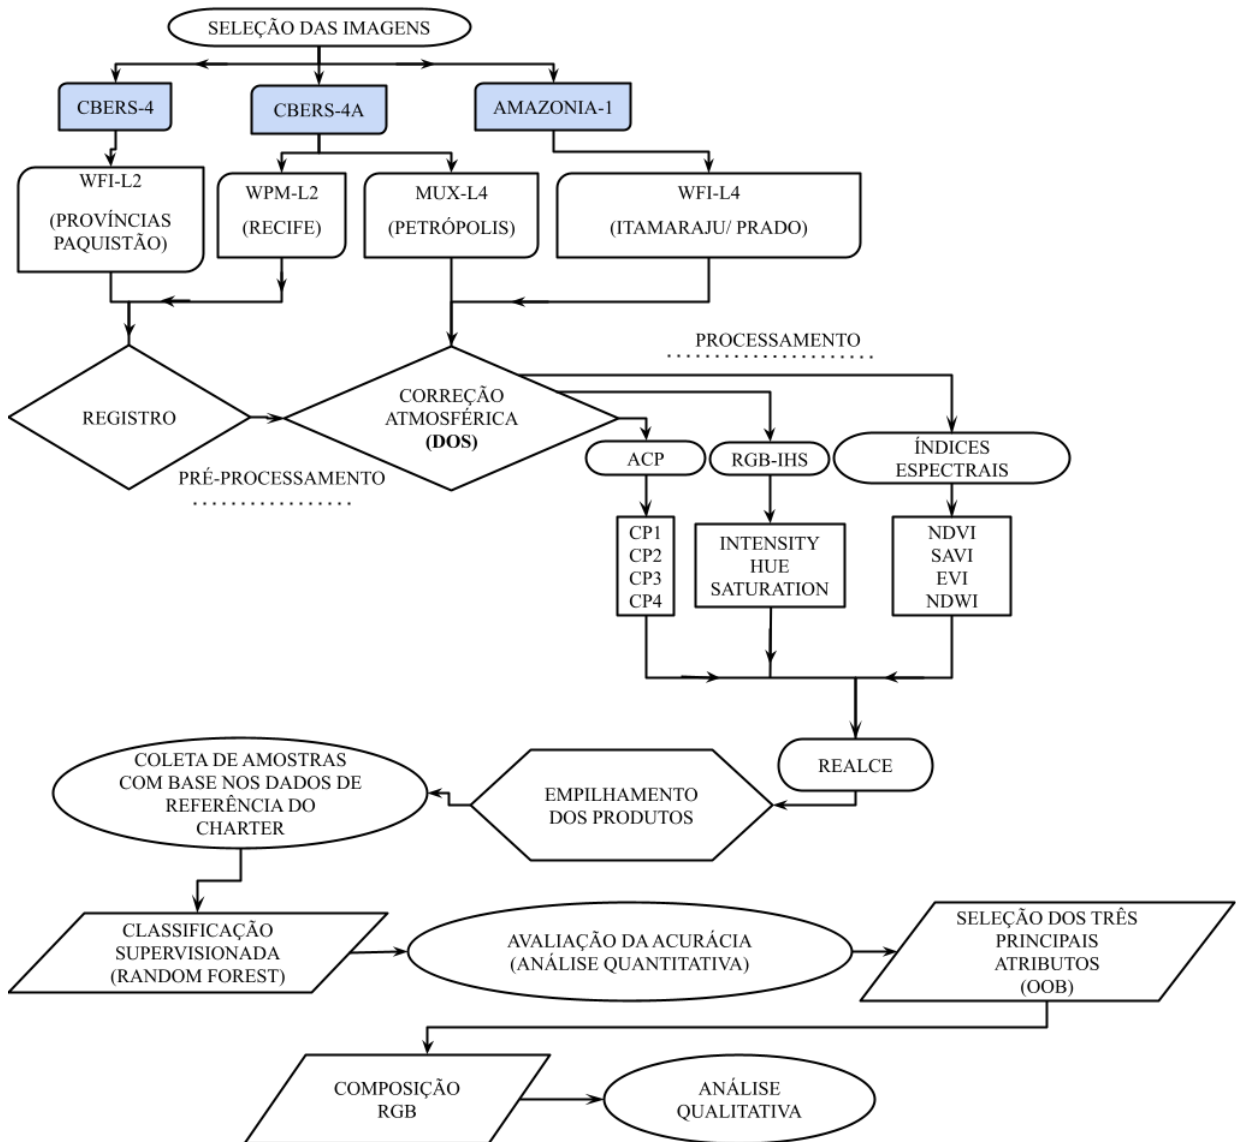 SELEÇÃO DAS IMAGENS
CBERS-4
CBERS-4A
AMAZONIA-1
WFI-L2
(PROVÍNCIAS
PAQUISTÃO)
WPM-L2
(RECIFE)
MUX-L4
(PETRÓPOLIS)
WFI-L4
(ITAMARAJU/ PRADO)
PROCESSAMENTO
REGISTRO
CORREÇÃO
ATMOSFÉRICA
(DOS)
PRÉ-PROCESSAMENTO
ACP
RGB-IHS
ÍNDICES
ESPECTRAIS
CP1
CP2
CP3
CP4
INTENSITY
HUE
SATURATION
NDVI
SAVI
EVI
NDWI
REALCE
EMPILHAMENTO
DOS PRODUTOS
COLETA DE AMOSTRAS
COM BASE NOS DADOS DE
REFERÊNCIA DO
CHARTER
CLASSIFICAÇÃO
SUPERVISIONADA
(RANDOM FOREST)
AVALIAÇÃO DA ACURÁCIA
(ANÁLISE QUANTITATIVA)
SELEÇÃO DOS TRÊS
PRINCIPAIS
ATRIBUTOS
(OOB)
COMPOSIÇÃO
RGB
ANÁLISE
QUALITATIVA